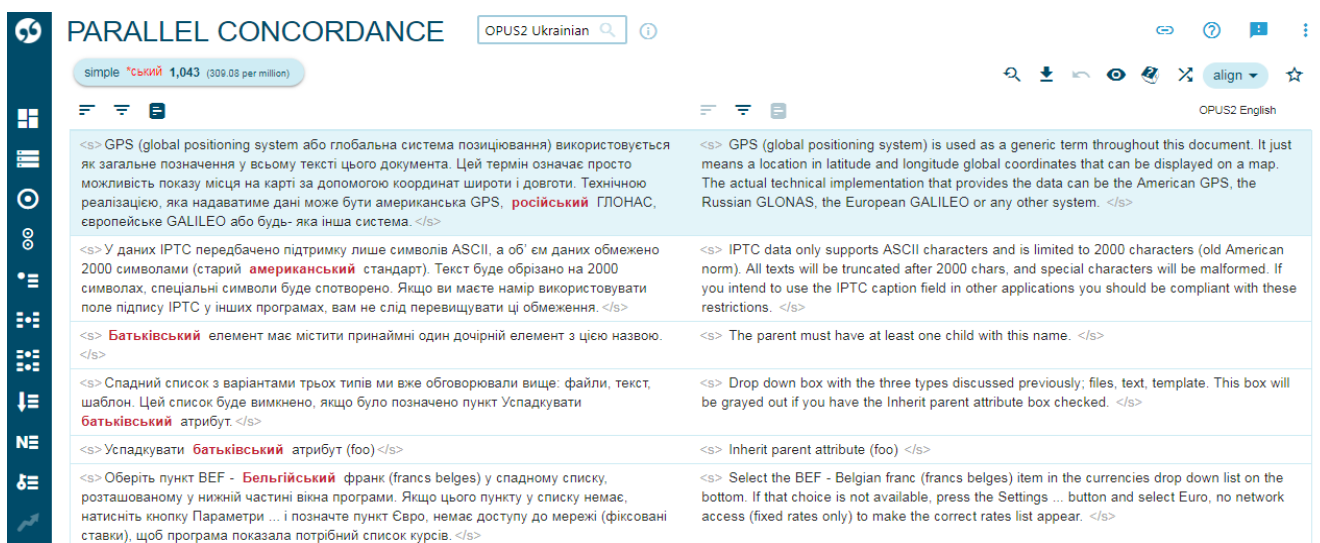 PARALLEL CONCORDANCE
OPUS2 Ukrainian
simple *ський 1,043 (309.08 per million)
align
OPUS2 English
<s> GPS (global positioning system або глобальна система позиціювання) використовується
як загальне позначення у всьому тексті цього документа. Цей термін означає просто
можливість показу місця на карті за допомогою координат широти і довготи. Технічною
реалізацією, яка надаватиме дані може бути американська GPS, російський ГЛОНАС,
європейське GALILEO або будь- яка інша система. </s>
<s> GPS (global positioning system) is used as a generic term throughout this document. It just
means a location in latitude and longitude global coordinates that can be displayed on a map.
The actual technical implementation that provides the data can be the American GPS, the
Russian GLONAS, the European GALILEO or any other system. </s>
<s> У даних IPTC передбачено підтримку лише символів ASCII, а об' єм даних обмежено
2000 символами (старий американський стандарт). Текст буде обрізано на 2000
символах, спеціальні символи буде спотворено. Якщо ви маєте намір використовувати
поле підпису IPTC у інших програмах, вам не слід перевищувати ці обмеження. </s>
<s> IPTC data only supports ASCII characters and is limited to 2000 characters (old American
norm). All texts will be truncated after 2000 chars, and special characters will be malformed. If
you intend to use the IPTC caption field in other applications you should be compliant with these
restrictions. </s>
<s> Батьківський елемент має містити принаймні один дочірній елемент з цією назвою.
</s>
<s> The parent must have at least one child with this name. </s>
<s> Спадний список з варіантами трьох типів ми вже обговорювали вище: файли, текст,
шаблон. Цей список буде вимкнено, якщо було позначено пункт Успадкувати
батьківський атрибут. </s>
<s> Drop down box with the three types discussed previously; files, text, template. This box will
be grayed out if you have the Inherit parent attribute box checked. </s>
<s> Успадкувати батьківський атрибут (foo) </s>
<s> Inherit parent attribute (foo) </s>
<s> Оберіть пункт BEF - Бельгійський франк (francs belges) у спадному списку,
розташованому у нижній частині вікна програми. Якщо цього пункту у списку немає,
натисніть кнопку Параметри ... і позначте пункт Євро, немає доступу до мережі (фіксовані
ставки), щоб програма показала потрібний список курсів. </s>
<s> Select the BEF - Belgian franc (francs belges) item in the currencies drop down list on the
bottom. If that choice is not available, press the Settings ... button and select Euro, no network
access (fixed rates only) to make the correct rates list appear. </s>